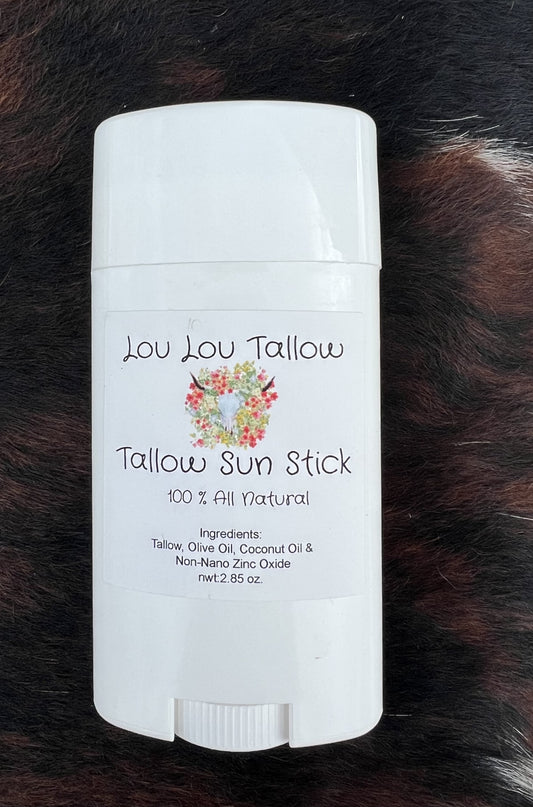 Lou Lou Tallow
Tallow Sun Stick
100 % All Natural
Ingredients:
Tallow, Olive Oil, Coconut Oil &
Non-Nano Zinc Oxide
nwt:2.85 oz.